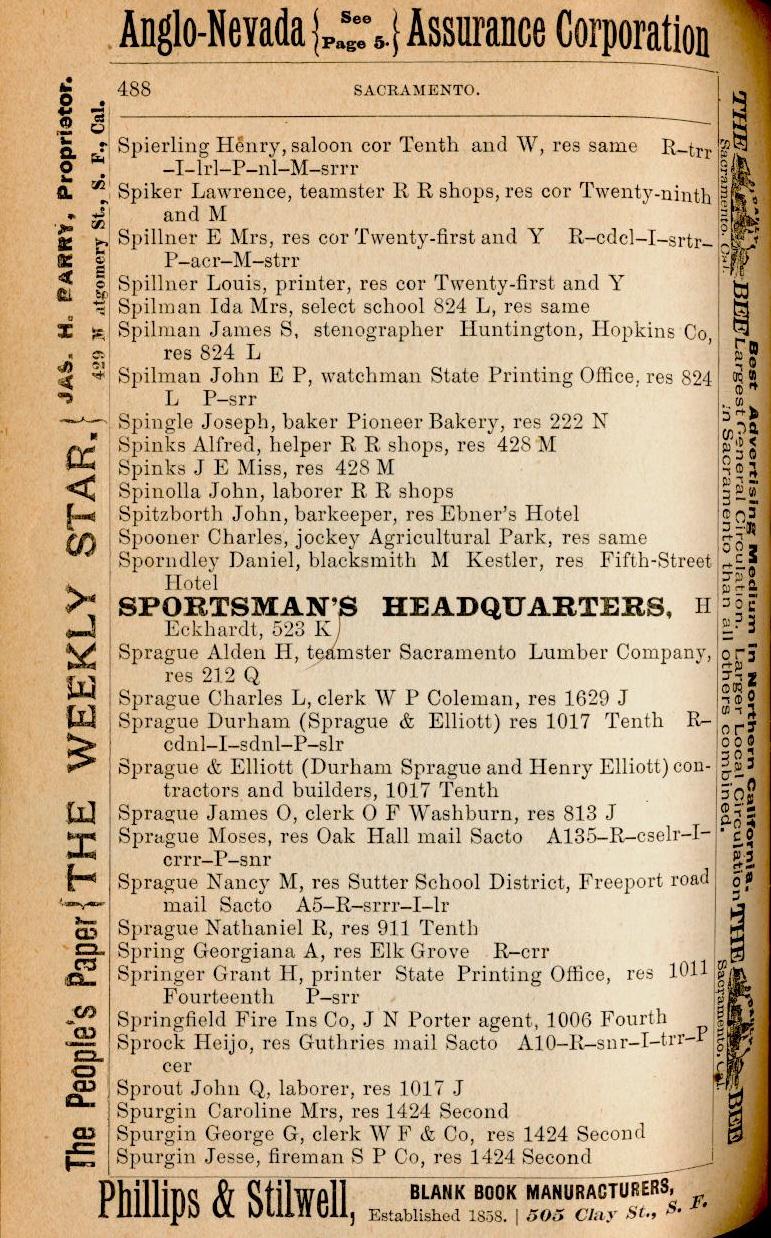 Anglo-Nevada { See Page 5. } Assurance Corporation
488 SACRAMENTO.
Spierling Henry, saloon cor Tenth and W, res same R–trr
–I–lrl–P–nl–M–srrr
Spiker Lawrence, teamster R R shops, res cor Twenty-ninth
and M
Spillner E Mrs, res cor Twenty-first and Y R–cdcl–I–srtr–
P–acr–M–strr
Spillner Louis, printer, res cor Twenty-first and Y
Spilman Ida Mrs, select school 824 L, res same
Spilman James S, stenographer Huntington, Hopkins Co,
res 824 L
Spilman John E P, watchman State Printing Office, res 824
L P–srr
Spingle Joseph, baker Pioneer Bakery, res 222 N
Spinks Alfred, helper R R shops, res 428 M
Spinks J E Miss, res 428 M
Spinolla John, laborer R R shops
Spitzborth John, barkeeper, res Ebner's Hotel
Spooner Charles, jockey Agricultural Park, res same
Sporndley Daniel, blacksmith M Kestler, res Fifth-Street
Hotel
SPORTSMAN'S HEADQUARTERS, H
Eckhardt, 523 K
Sprague Alden H, teamster Sacramento Lumber Company,
res 212 Q
Sprague Charles L, clerk W P Coleman, res 1629 J
Sprague Durham (Sprague & Elliott) res 1017 Tenth R–
cdnl–I–sdnl–P–slr
Sprague & Elliott (Durham Sprague and Henry Elliott) con-
tractors and builders, 1017 Tenth
Sprague James O, clerk O F Washburn, res 813 J
Sprague Moses, res Oak Hall mail Sacto A135–R–cselr–I–
crrr–P–snr
Sprague Nancy M, res Sutter School District, Freeport road
mail Sacto A5–R–srrr–I–lr
Sprague Nathaniel R, res 911 Tenth
Spring Georgiana A, res Elk Grove R–crr
Springer Grant H, printer State Printing Office, res 1011
Fourteenth P–srr
Springfield Fire Ins Co, J N Porter agent, 1006 Fourth
Sprock Heijo, res Guthries mail Sacto A10–R–snr–I–trr–P
cer
Sprout John Q, laborer, res 1017 J
Spurgin Caroline Mrs, res 1424 Second
Spurgin George G, clerk W F & Co, res 1424 Second
Spurgin Jesse, fireman S P Co, res 1424 Second
Phillips & Stilwell, BLANK BOOK MANURACTURERS,
Established 1858. | 505 Clay St., S. F.
The People's Paper { THE WEEKLY STAR. } JAS. H. BARRY, Proprietor.
429 M tgomery St., S. F., Cal.
THE BEE Best Advertising Medium in Northern California. THE BEE
Sacramento, Cal. Largest General Circulation. Larger Local Circulation Sacramento, Cal.
in Sacramento than all others combined.